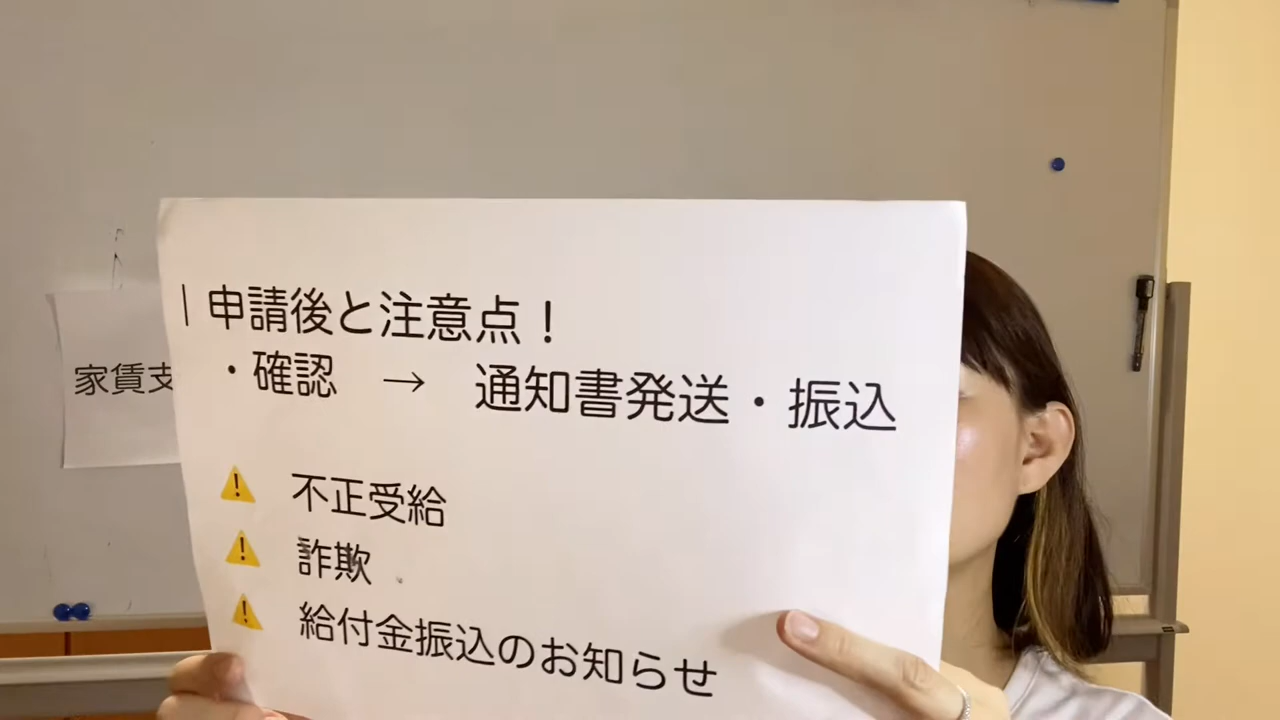 家賃支
| 申請後と注意点!
・確認 → 通知書発送・振込
⚠ 不正受給
⚠ 詐欺
⚠ 給付金振込のお知らせ